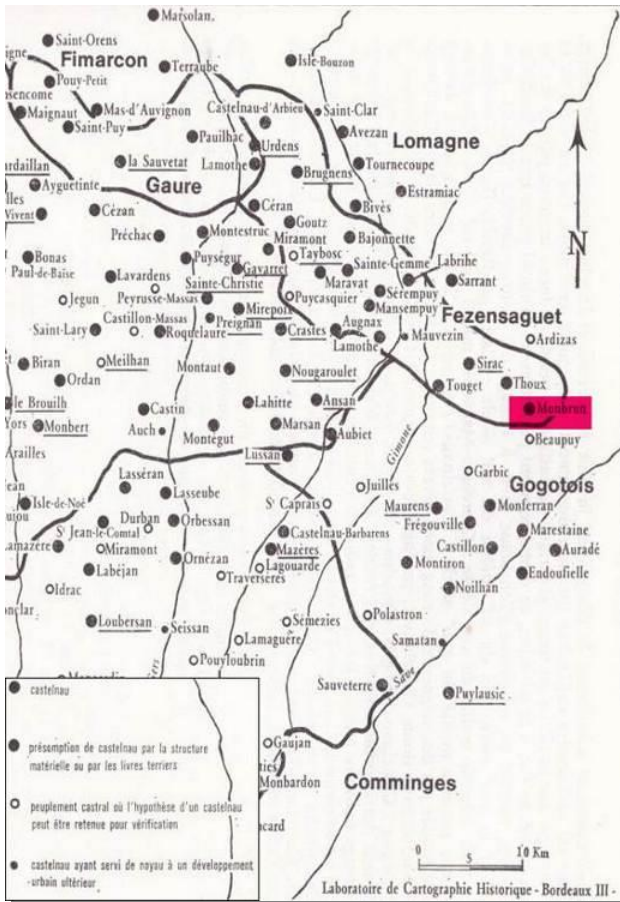 Marsolan
Saint-Orens
Fimarcon
Isle-Bouzon
Terraube
Pouy-Petit
Castelnau-d'Arbieu
Saint-Clar
Maignaut
Mas-d'Auvignon
Saint-Puy
Pauilhac
Avezan
Lomagne
Urdens
la Sauvetat
Lamothe
Tournecoupe
Brugnens
Ayguetinte
Gaure
Estramiac
Vivent
Cézan
Céran
Bivès
Goutz
Préchac
Montestruc
Miramont
Bajonnette
Bonas
Puységur
Taybosc
Labrihe
N
Paul-de-Baïse
Lavardens
Gavarret
Sainte-Gemme
Maravat
Sarrant
Sainte-Christie
Jegun
Peyrusse-Massas
Puycasquier
Sérempuy
Mansempuy
Castillon-Massas
Mirepoix
Fezensaguet
Saint-Lary
Roquelaure
Preignan
Crastes
Augnax
Mauvezin
Ardizas
Lamothe
Biran
Meilhan
Montaut
Nougaroulet
Sirac
Ordan
Touget
Thoux
le Brouilh
Castin
Lahitte
Ansan
Monbrun
Monbert
Auch
Montégut
Marsan
Aubiet
Beaupuy
Lussan
Gimone
Garbic
Lasséran
Juilles
Gogotois
Isle-de-Noé
Lasseube
St Caprais
Maurens
Monferran
Durban
Orbessan
Frégouville
St Jean-le-Comtal
Castelnau-Barbarens
Marestaine
Miramont
Mazères
Castillon
Auradé
Labéjan
Ornézan
Lagouarde
Montiron
Endoufielle
Traversères
Idrac
Noilhan
Loubersan
Seissan
Sémezies
Polastron
Lamaguère
Samatan
Pouyloubrin
Sauveterre
Save
Puylausic
castelnau
présomption de castelnau par la structure
matérielle ou par les livres terriers
Gaujan
Monbardon
peuplement castral où l'hypothèse d'un castelnau
peut être retenue pour vérification
Comminges
castelnau ayant servi de noyau à un développement
urbain ultérieur
0 5 10 Km
Laboratoire de Cartographie Historique - Bordeaux III -